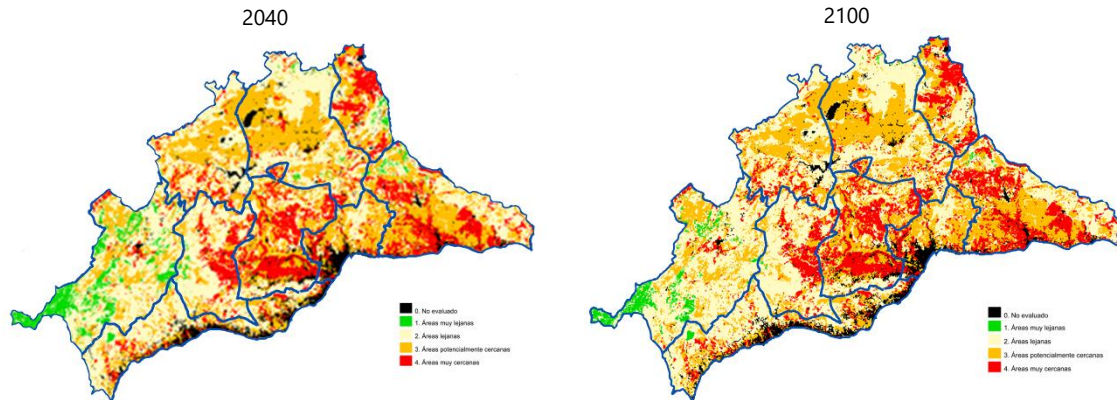 2040
2100
0. No evaluado
1. Áreas muy lejanas
2. Áreas lejanas
3. Áreas potencialmente cercanas
4. Áreas muy cercanas
0. No evaluado
1. Áreas muy lejanas
2. Áreas lejanas
3. Áreas potencialmente cercanas
4. Áreas muy cercanas